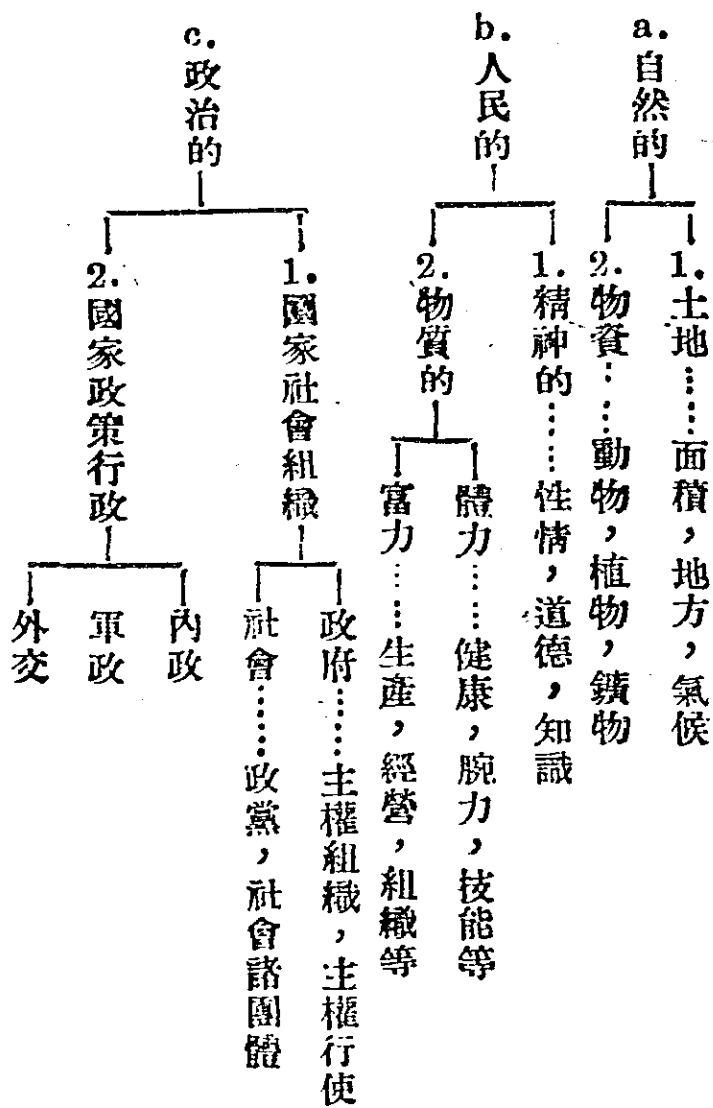 a.自然的
1.土地……面積，地方，氣候
2.物資……動物，植物，鑛物
b.人民的
1.精神的……性情，道德，知識
2.物質的
體力……健康，腕力，技能等
富力……生產，經營，組織等
c.政治的
1.國家社會組織
政府……主權組織，主權行使
社會……政黨，社會諸團體
2.國家政策行政
內政
軍政
外交